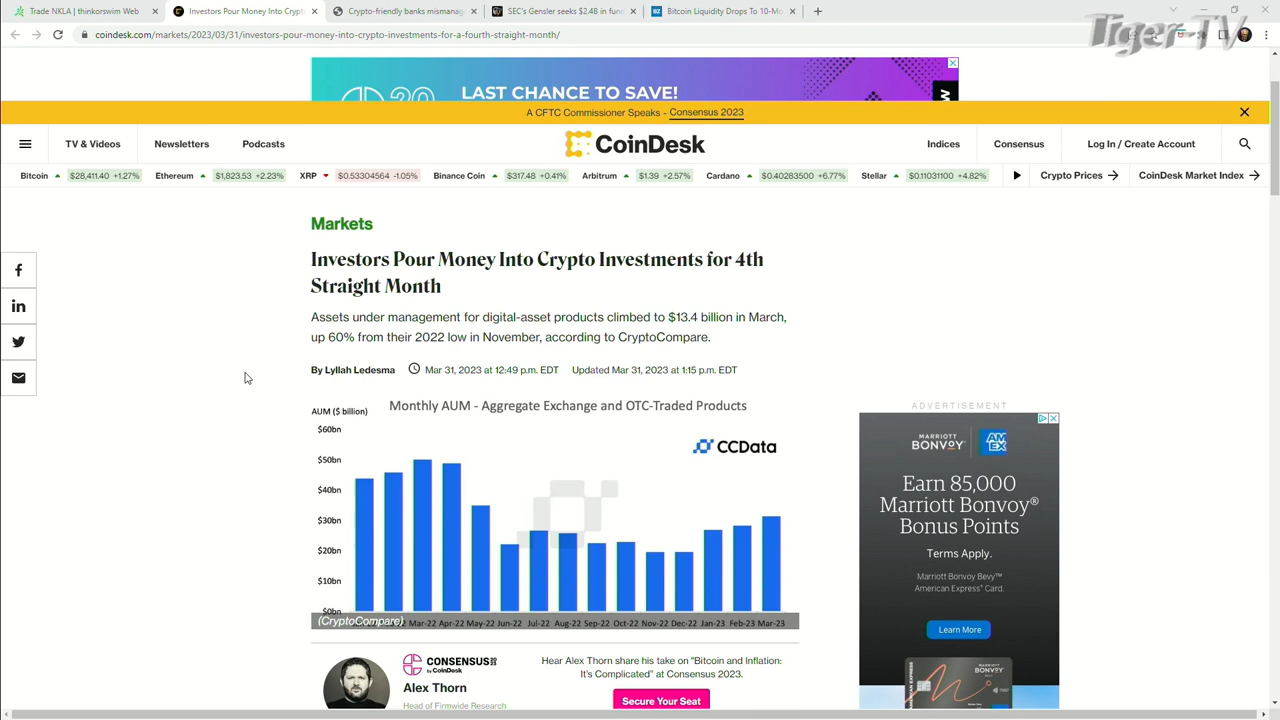 Trade NKLA | thinkorswim Web
Investors Pour Money Into Crypto
Crypto-friendly banks mismanag
SEC's Gensler seeks $2.4B in fun
Bitcoin Liquidity Drops To 10-Mo
coindesk.com/markets/2023/03/31/investors-pour-money-into-crypto-investments-for-a-fourth-straight-month/
Tiger-TV
LAST CHANCE TO SAVE!
A CFTC Commissioner Speaks - Consensus 2023
TV & Videos
Newsletters
Podcasts
CoinDesk
Indices
Consensus
Log In / Create Account
Bitcoin $28,411.40 +1.27% Ethereum $1,823.53 +2.23% XRP $0.53304564 -1.05% Binance Coin $317.48 +0.41% Arbitrum $1.39 +2.57% Cardano $0.40283500 +6.77% Stellar $0.11031100 +4.82% Crypto Prices CoinDesk Market Index
Markets
Investors Pour Money Into Crypto Investments for 4th
Straight Month
Assets under management for digital-asset products climbed to $13.4 billion in March,
up 60% from their 2022 low in November, according to CryptoCompare.
By Lyllah Ledesma Mar 31, 2023 at 12:49 p.m. EDT Updated Mar 31, 2023 at 1:15 p.m. EDT
AUM ($ billion) Monthly AUM - Aggregate Exchange and OTC-Traded Products
CCData
$60bn
$50bn
$40bn
$30bn
$20bn
$10bn
$0bn
(CryptoCompare)
Mar-22 Apr-22 May-22 Jun-22 Jul-22 Aug-22 Sep-22 Oct-22 Nov-22 Dec-22 Jan-23 Feb-23 Mar-23
ADVERTISEMENT
MARRIOTT
BONVOY
AM
EX
Earn 85,000
Marriott Bonvoy®
Bonus Points
Terms Apply.
Marriott Bonvoy Bevy™
American Express® Card.
Learn More
CONSENSUS
by CoinDesk
Alex Thorn
Head of Firmwide Research
Hear Alex Thorn share his take on "Bitcoin and Inflation:
It's Complicated" at Consensus 2023.
Secure Your Seat